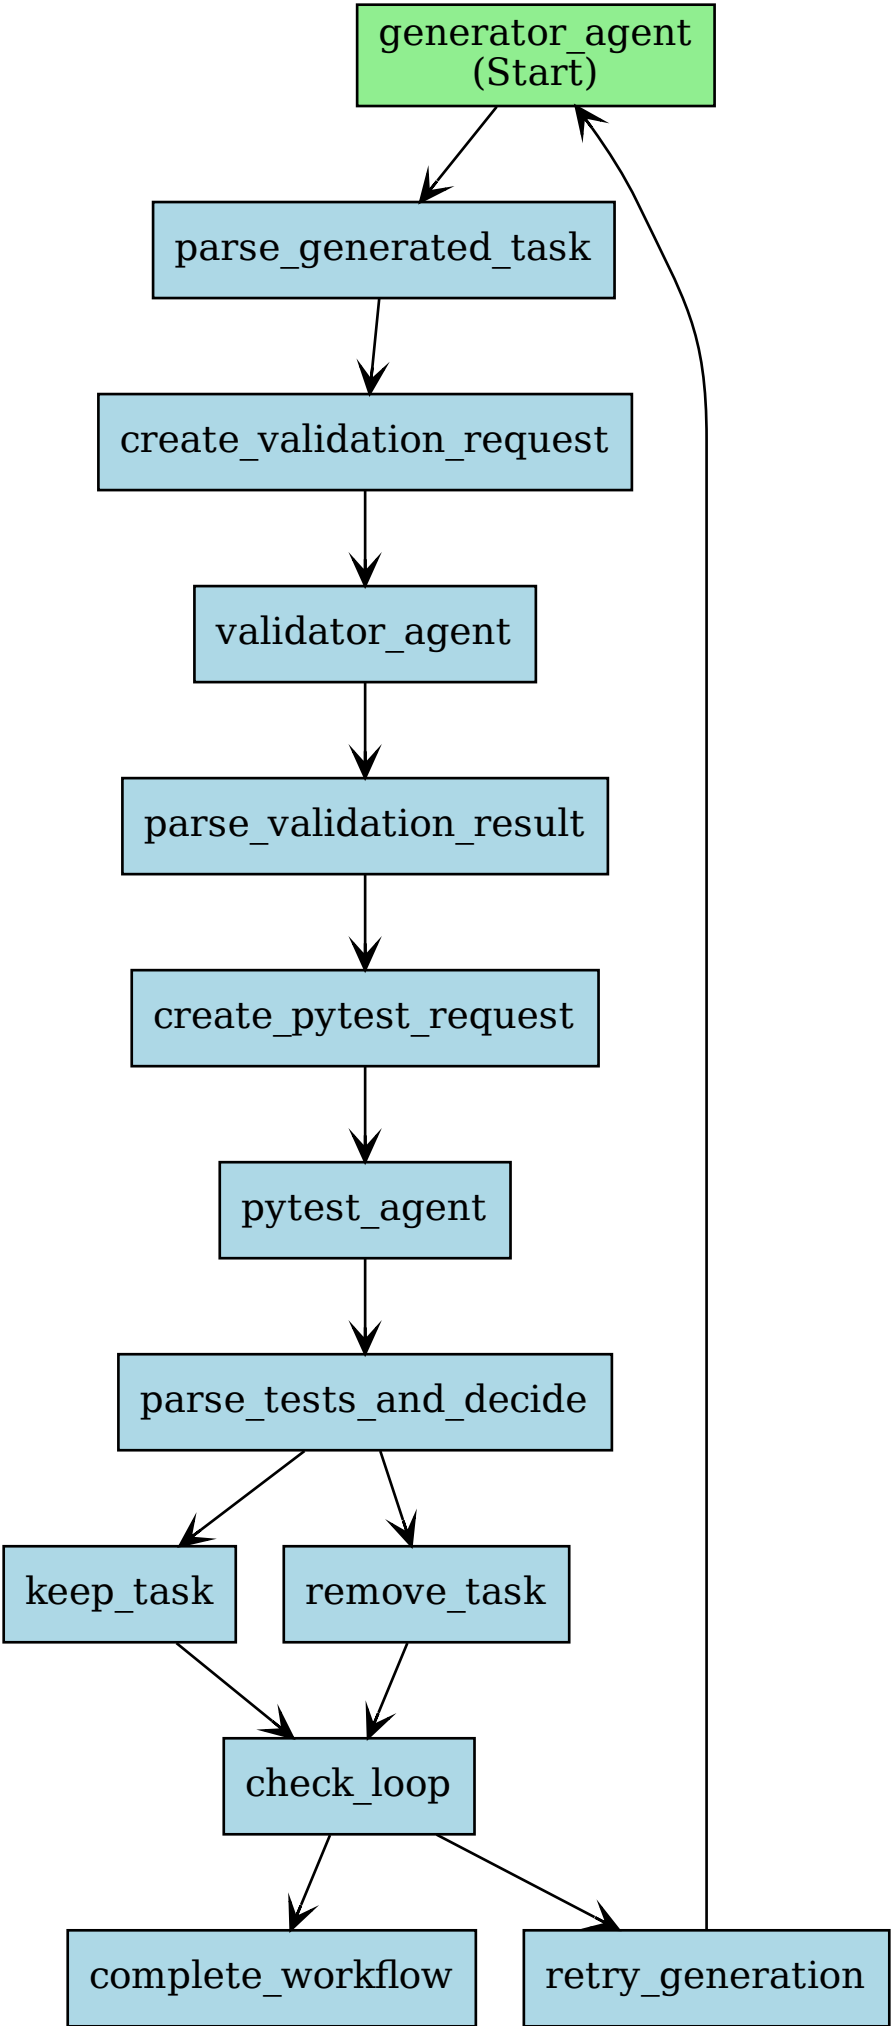 generator_agent
(Start)
parse_generated_task
create_validation_request
validator_agent
parse_validation_result
create_pytest_request
pytest_agent
parse_tests_and_decide
keep_task
remove_task
check_loop
complete_workflow
retry_generation